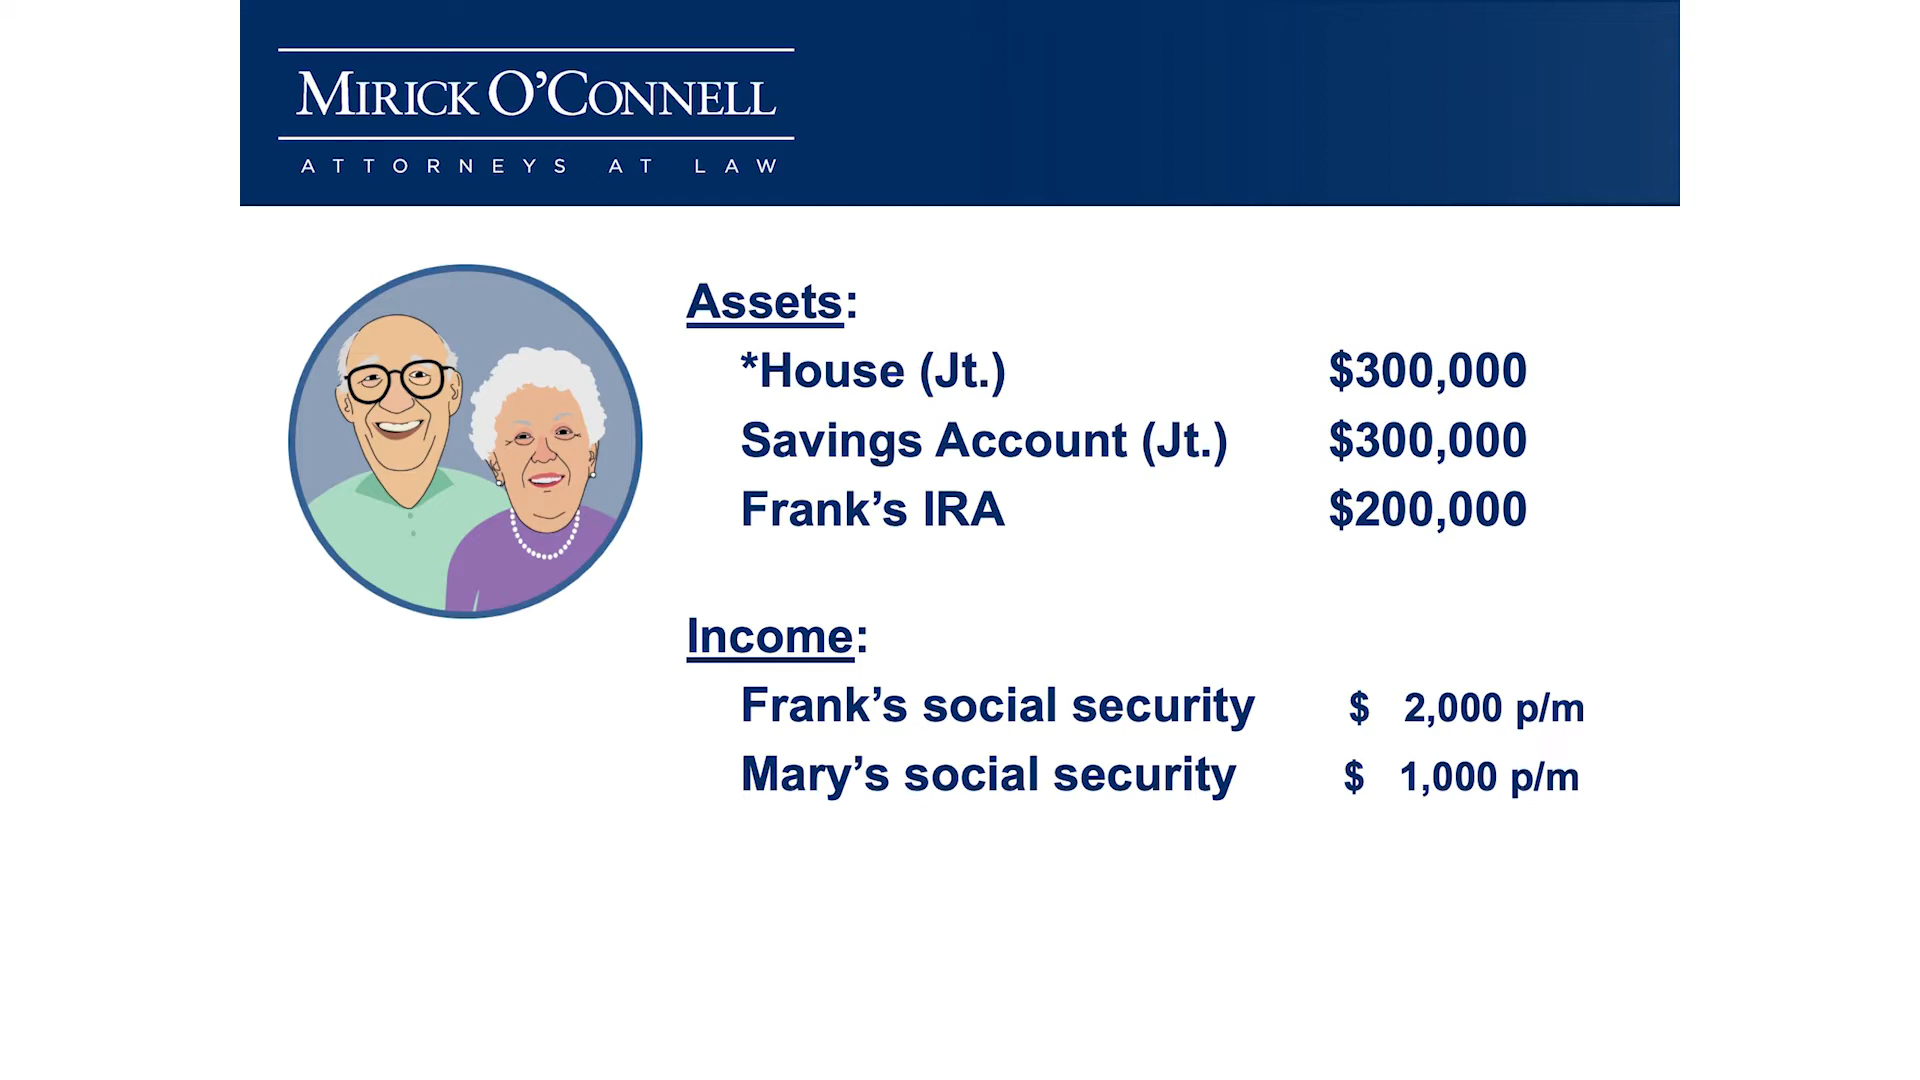 MIRICK O’CONNELL
ATTORNEYS AT LAW
Assets:
*House (Jt.) $300,000
Savings Account (Jt.) $300,000
Frank’s IRA $200,000
Income:
Frank’s social security $ 2,000 p/m
Mary’s social security $ 1,000 p/m